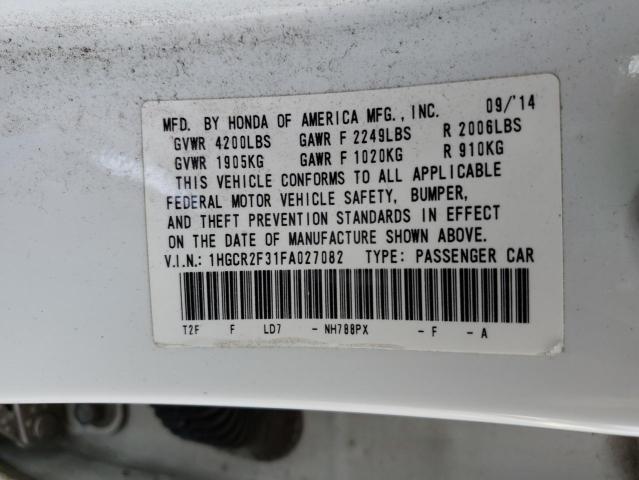 MFD. BY HONDA OF AMERICA MFG., INC. 09/'14
GVWR 4200LBS GAWR F 2249LBS R 2006LBS
GVWR 1905KG GAWR F 1020KG R 910KG
THIS VEHICLE CONFORMS TO ALL APPLICABLE
FEDERAL MOTOR VEHICLE SAFETY, BUMPER,
AND THEFT PREVENTION STANDARDS IN EFFECT
ON THE DATE OF MANUFACTURE SHOWN ABOVE.
V.I.N.: 1HGCR2F31FA027082 TYPE: PASSENGER CAR
T2F F LD7 - NH788PX - F - A